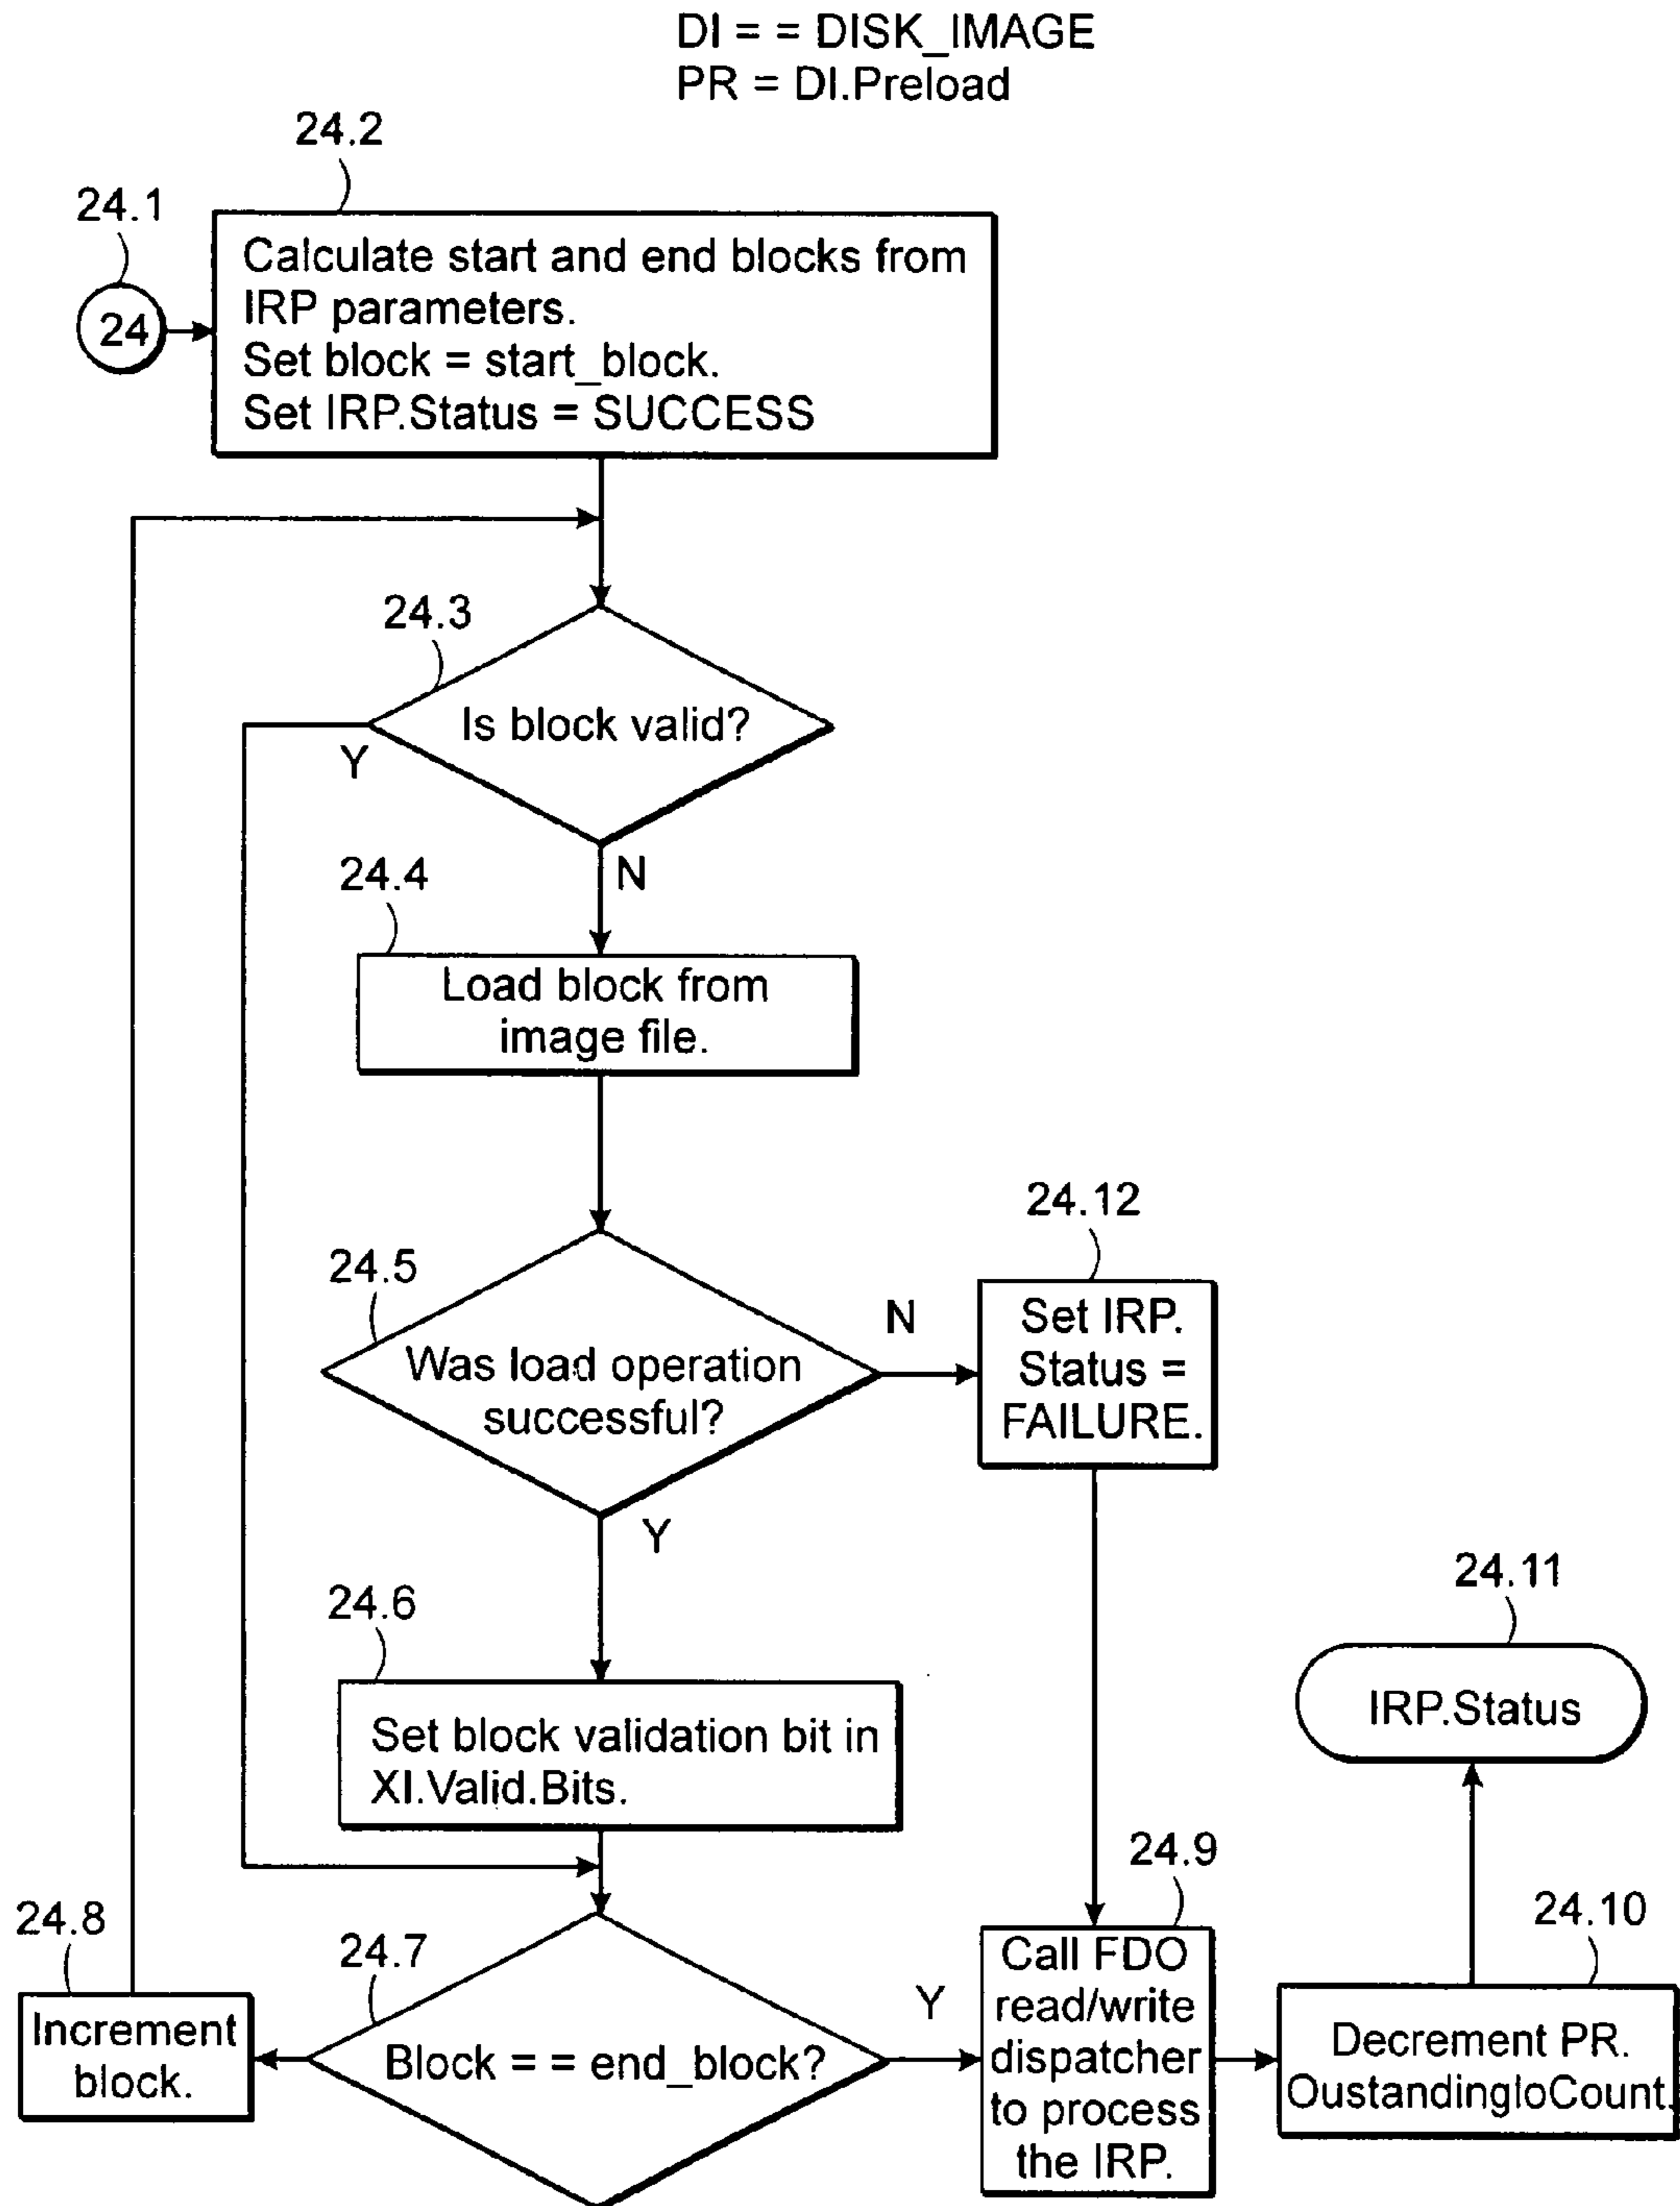 DI = = DISK_IMAGE
PR = DI.Preload
24.2
24.1
24
Calculate start and end blocks from
IRP parameters.
Set block = start_block.
Set IRP.Status = SUCCESS
24.3
Is block valid?
Y
N
24.4
Load block from
image file.
24.5
Was load operation
successful?
N
Y
24.12
Set IRP.
Status =
FAILURE.
24.6
Set block validation bit in
XI.Valid.Bits.
24.11
IRP.Status
24.8
Increment
block.
24.7
Block = = end_block?
Y
24.9
Call FDO
read/write
dispatcher
to process
the IRP.
24.10
Decrement PR.
OustandingIoCount.